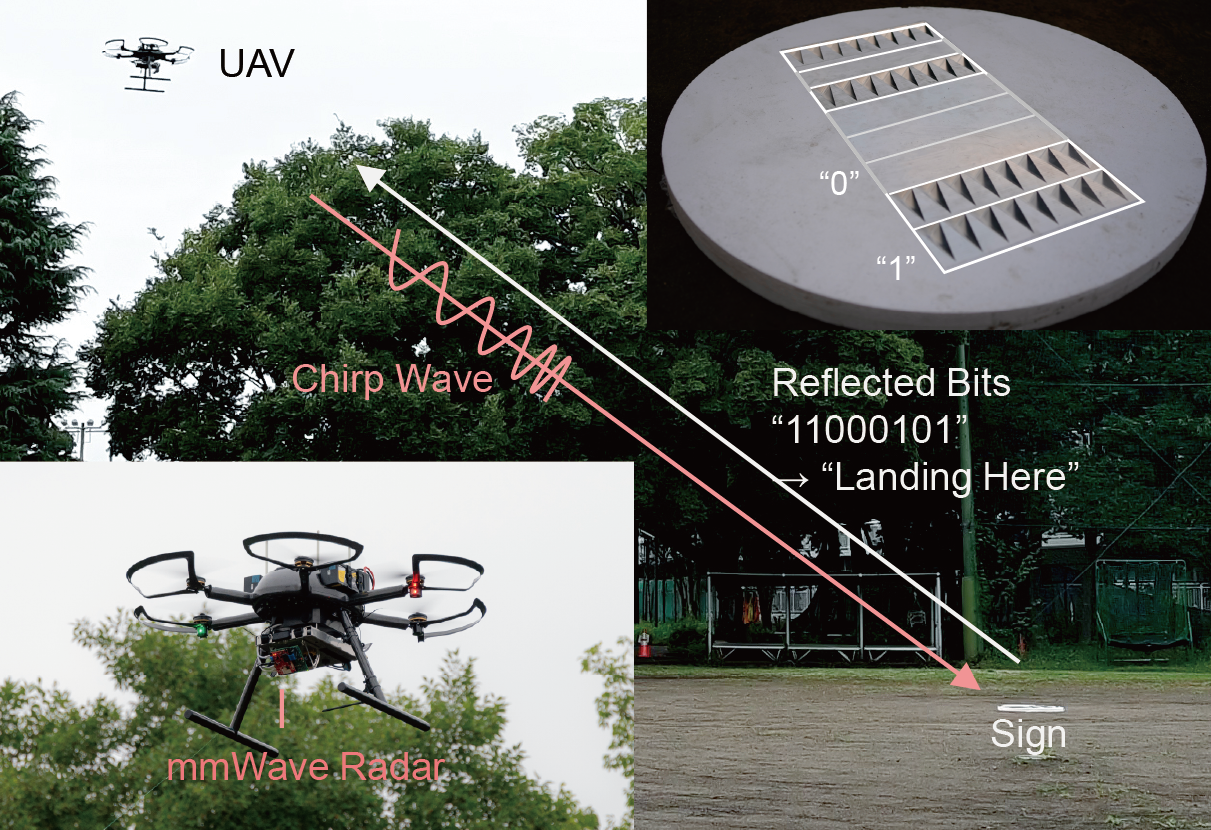 UAV
“0”
“1”
Chirp Wave
Reflected Bits
“11000101”
→ “Landing Here”
Sign
mmWave Radar